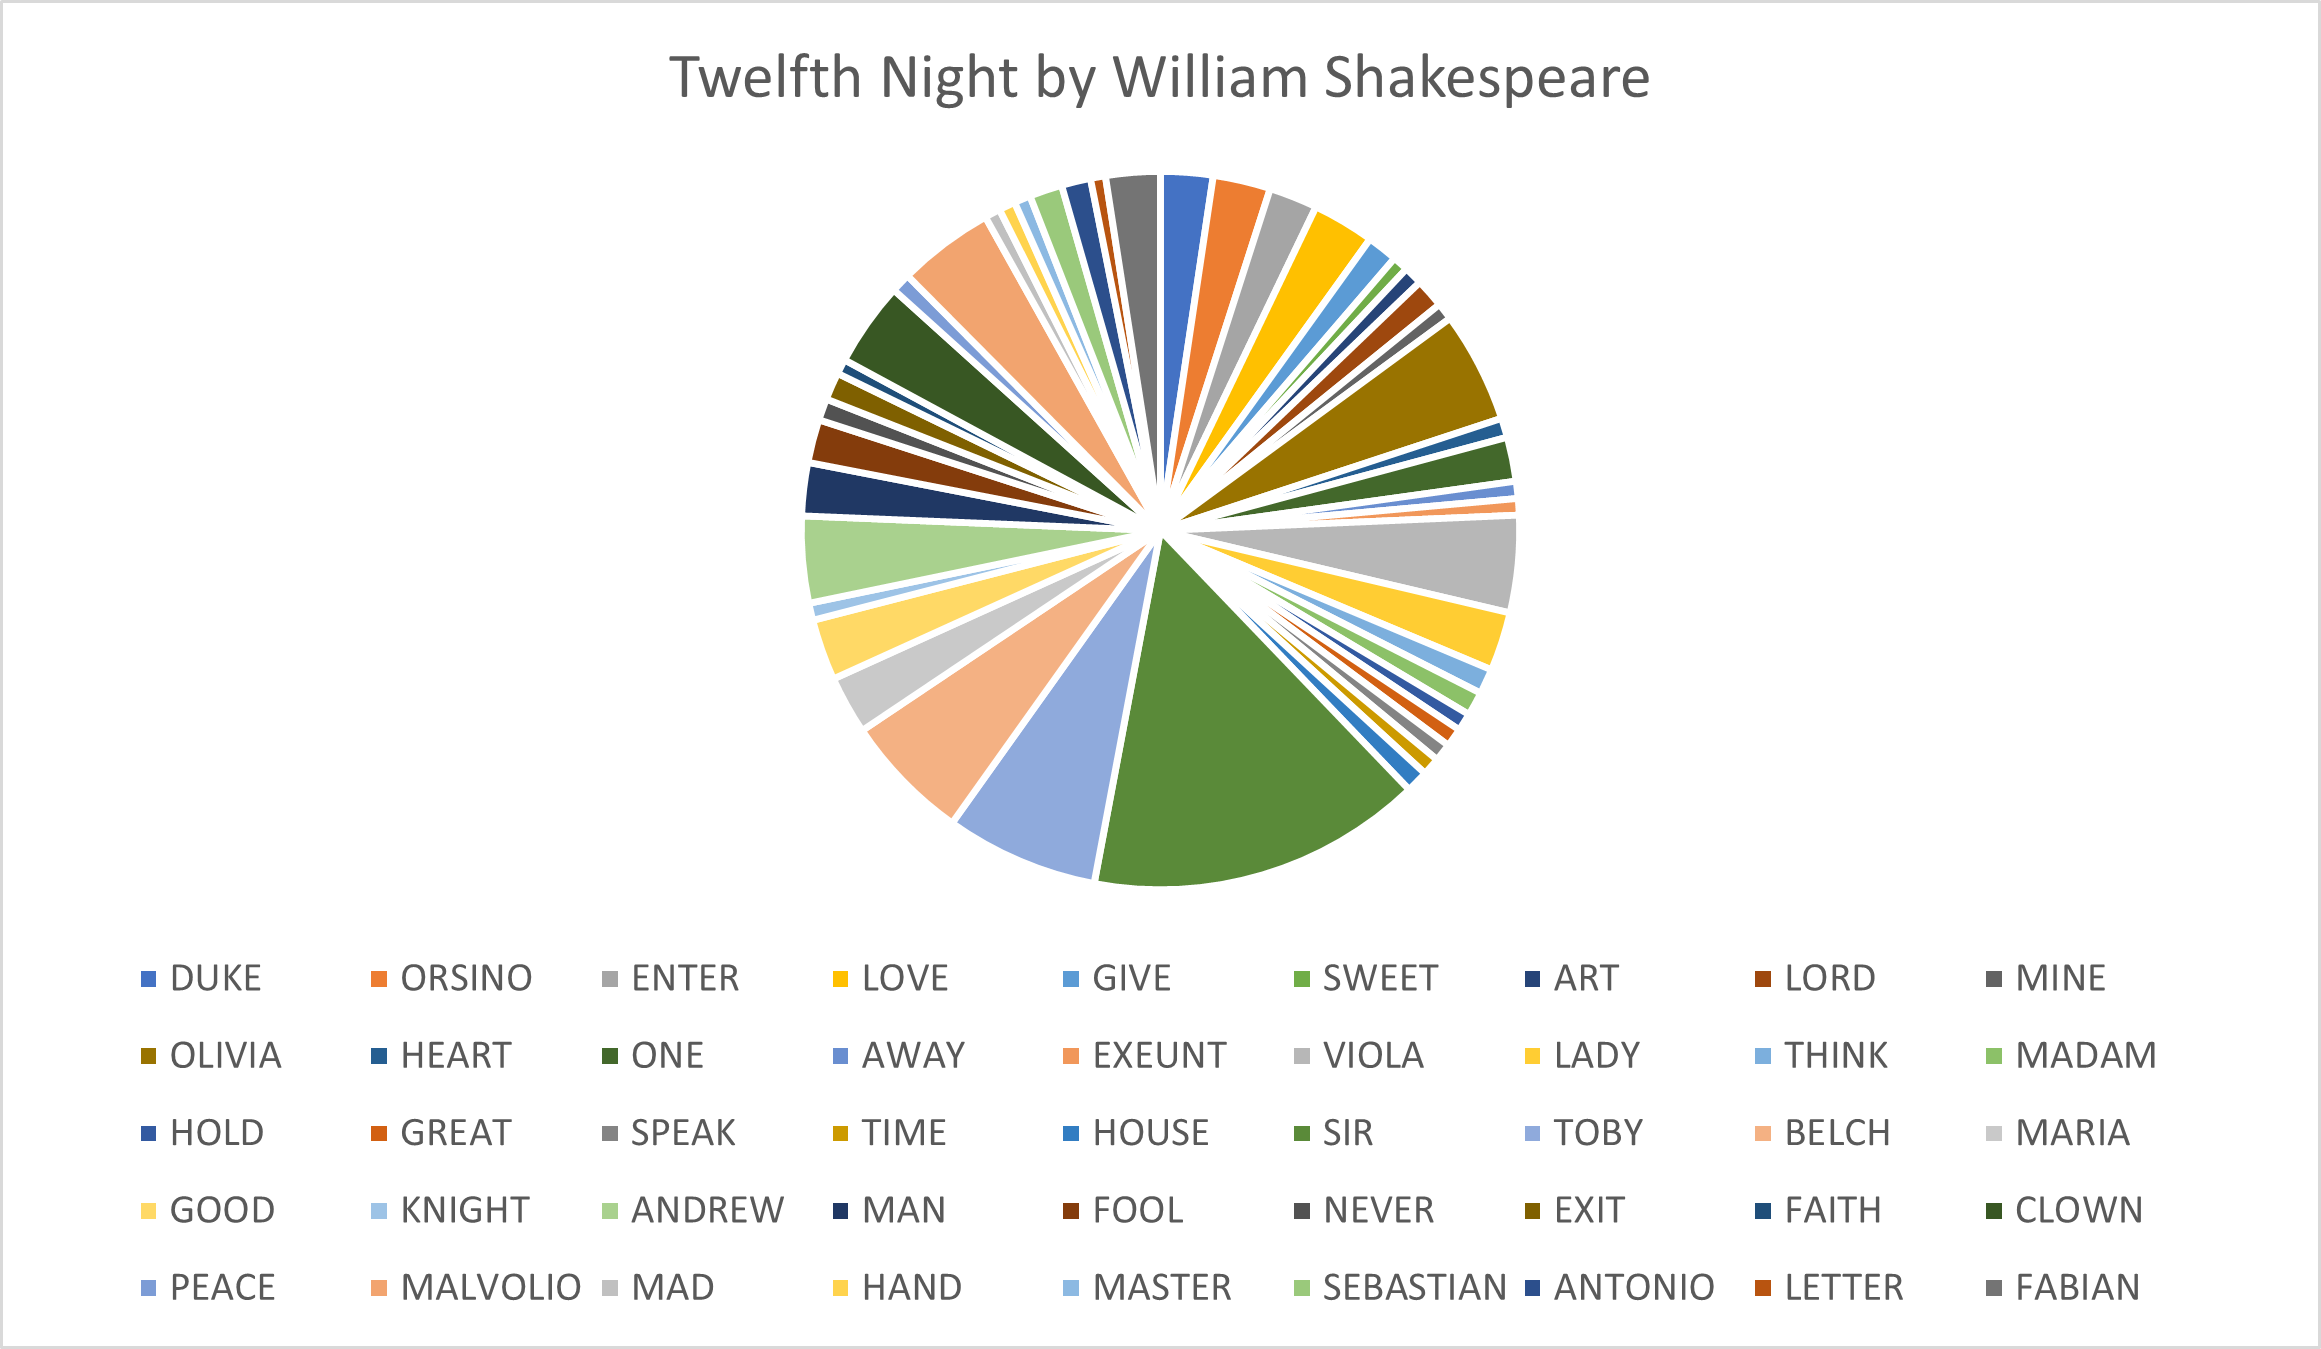 Twelfth Night by William Shakespeare
DUKE ORSINO ENTER LOVE GIVE SWEET ART LORD MINE
OLIVIA HEART ONE AWAY EXEUNT VIOLA LADY THINK MADAM
HOLD GREAT SPEAK TIME HOUSE SIR TOBY BELCH MARIA
GOOD KNIGHT ANDREW MAN FOOL NEVER EXIT FAITH CLOWN
PEACE MALVOLIO MAD HAND MASTER SEBASTIAN ANTONIO LETTER FABIAN